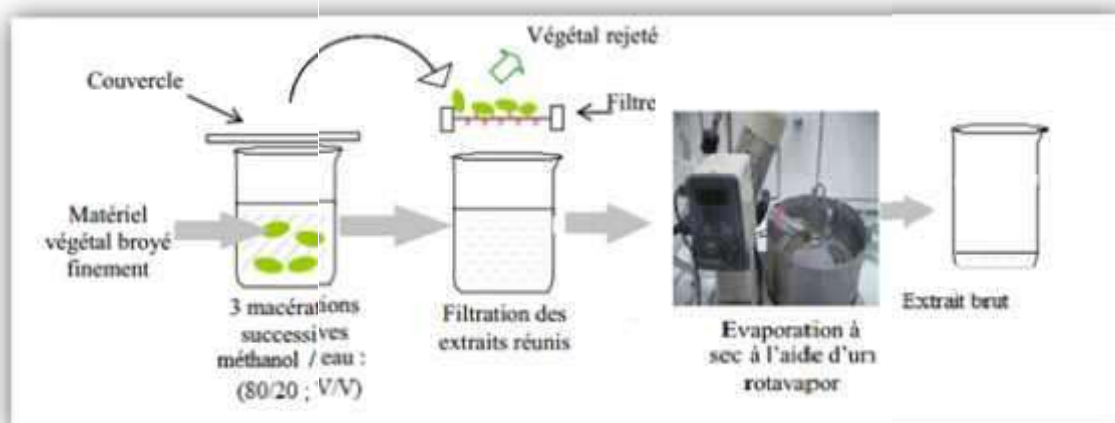 Végétal rejeté
Couvercle
Filtre
Matériel
végétal broyé
finement
3 macérations
successives
méthanol / eau :
(80/20 ; V/V)
Filtration des
extraits réunis
Evaporation à
sec à l'aide d'un
rotavapor
Extrait brut